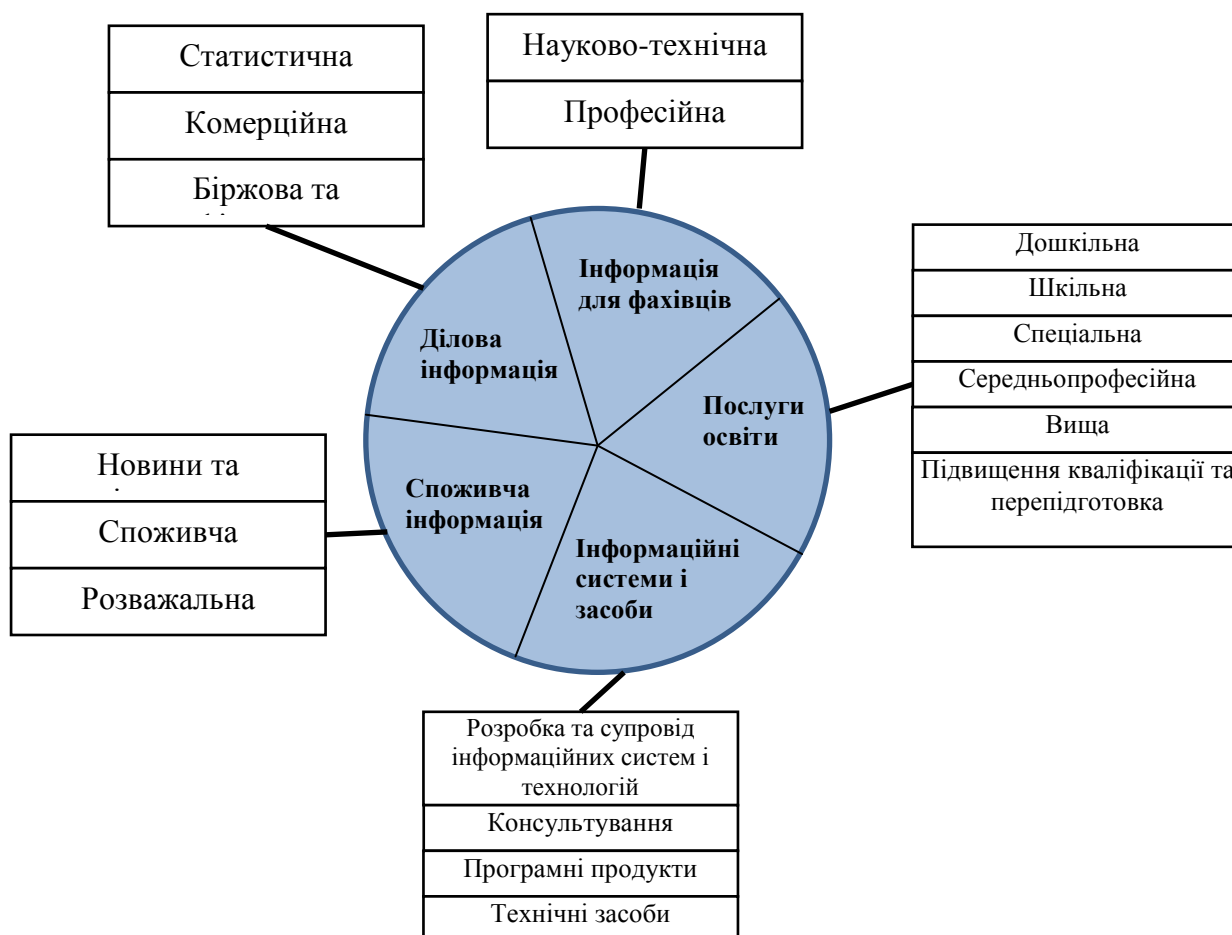 Статистична
Комерційна
Біржова та
Науково-технічна
Професійна
Інформація
для фахівців
Ділова
інформація
Послуги
освіти
Споживча
інформація
Інформаційні
системи і
засоби
Дошкільна
Шкільна
Спеціальна
Середньопрофесійна
Вища
Підвищення кваліфікації та
перепідготовка
Новини та
Споживча
Розважальна
Розробка та супровід
інформаційних систем і
технологій
Консультування
Програмні продукти
Технічні засоби